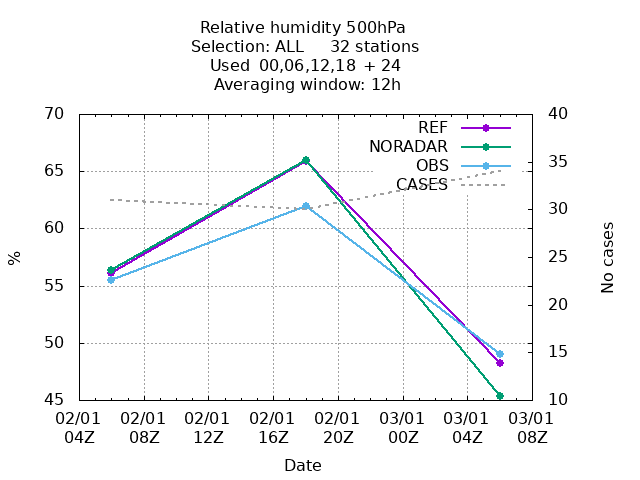 Relative humidity 500hPa
Selection: ALL 32 stations
Used 00,06,12,18 + 24
Averaging window: 12h
70
65
60
55
50
45
%
40
35
30
25
20
15
10
No cases
REF
NORADAR
OBS
CASES
02/01 02/01 02/01 02/01 02/01 03/01 03/01 03/01
04Z 08Z 12Z 16Z 20Z 00Z 04Z 08Z
Date